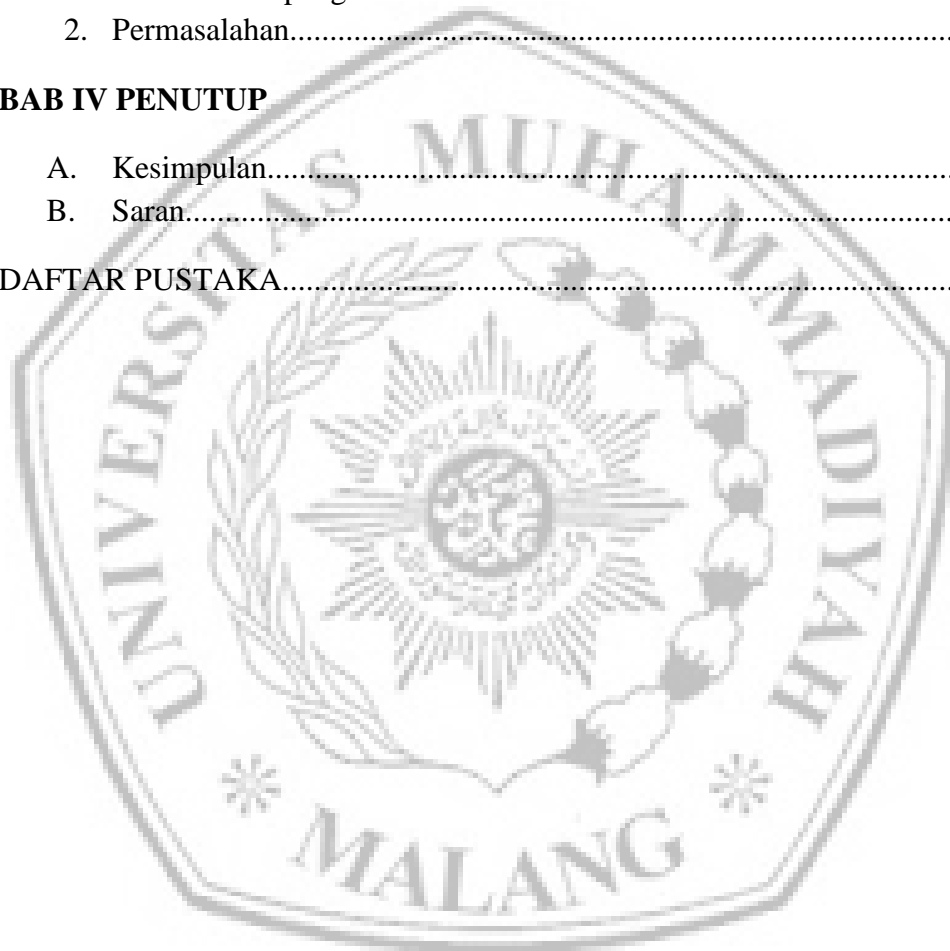 2. Permasalahan.....................................................................................
BAB IV PENUTUP
A. Kesimpulan........................................................................................
B. Saran..................................................................................................
DAFTAR PUSTAKA....................................................................................
UNIVERSITAS MUHAMMADIYAH
* MALANG *